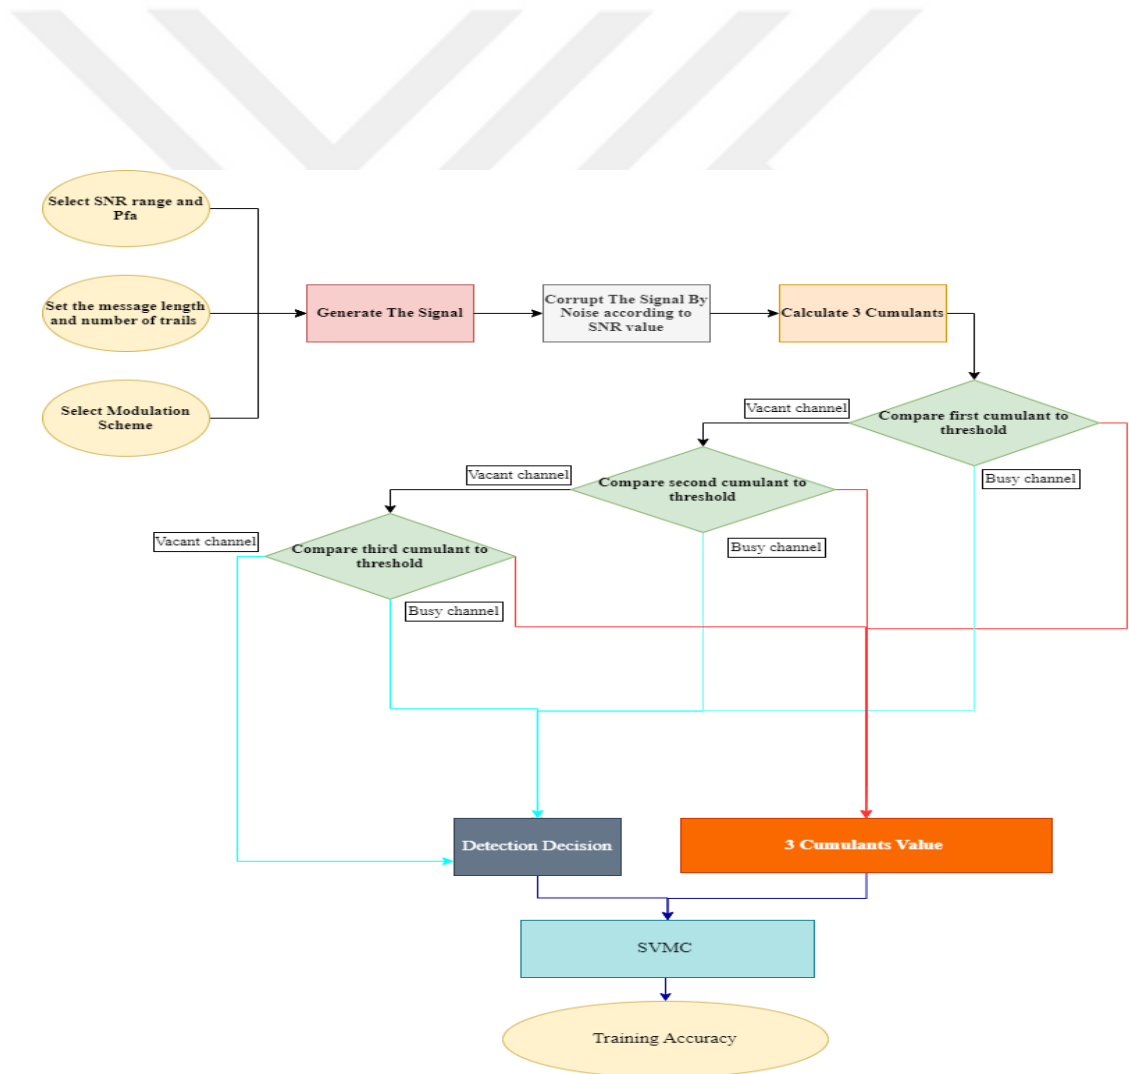 Select SNR range and
Pfa
Set the message length
and number of trails
Select Modulation
Scheme
Generate The Signal
Corrupt The Signal By
Noise according to
SNR value
Calculate 3 Cumulants
Vacant channel
Compare first cumulant to
threshold
Busy channel
Vacant channel
Compare second cumulant to
threshold
Busy channel
Vacant channel
Compare third cumulant to
threshold
Busy channel
Detection Decision
3 Cumulants Value
SVMC
Training Accuracy